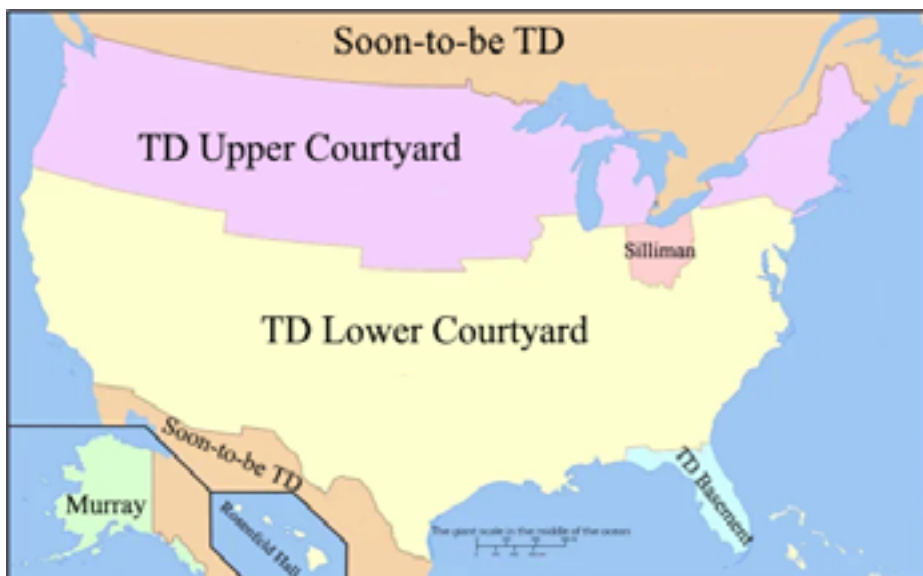 Soon-to-be TD
TD Upper Courtyard
Silliman
TD Lower Courtyard
Soon-to-be TD
TD Basement
Murray
Rosenfeld Hall
The giant scale in the middle of the ocean